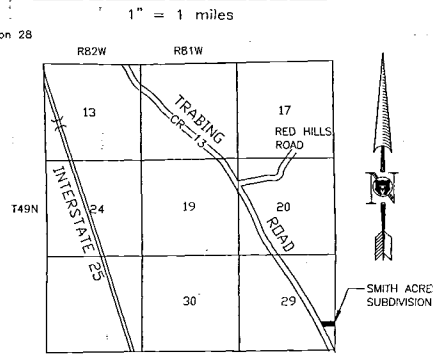 1" = 1 miles
on 28
R82W R81W
13
17
TRABING
CR–13
RED HILLS
ROAD
T49N
INTERSTATE 25
24
19
20
ROAD
30
29
SMITH ACRE
SUBDIVISION